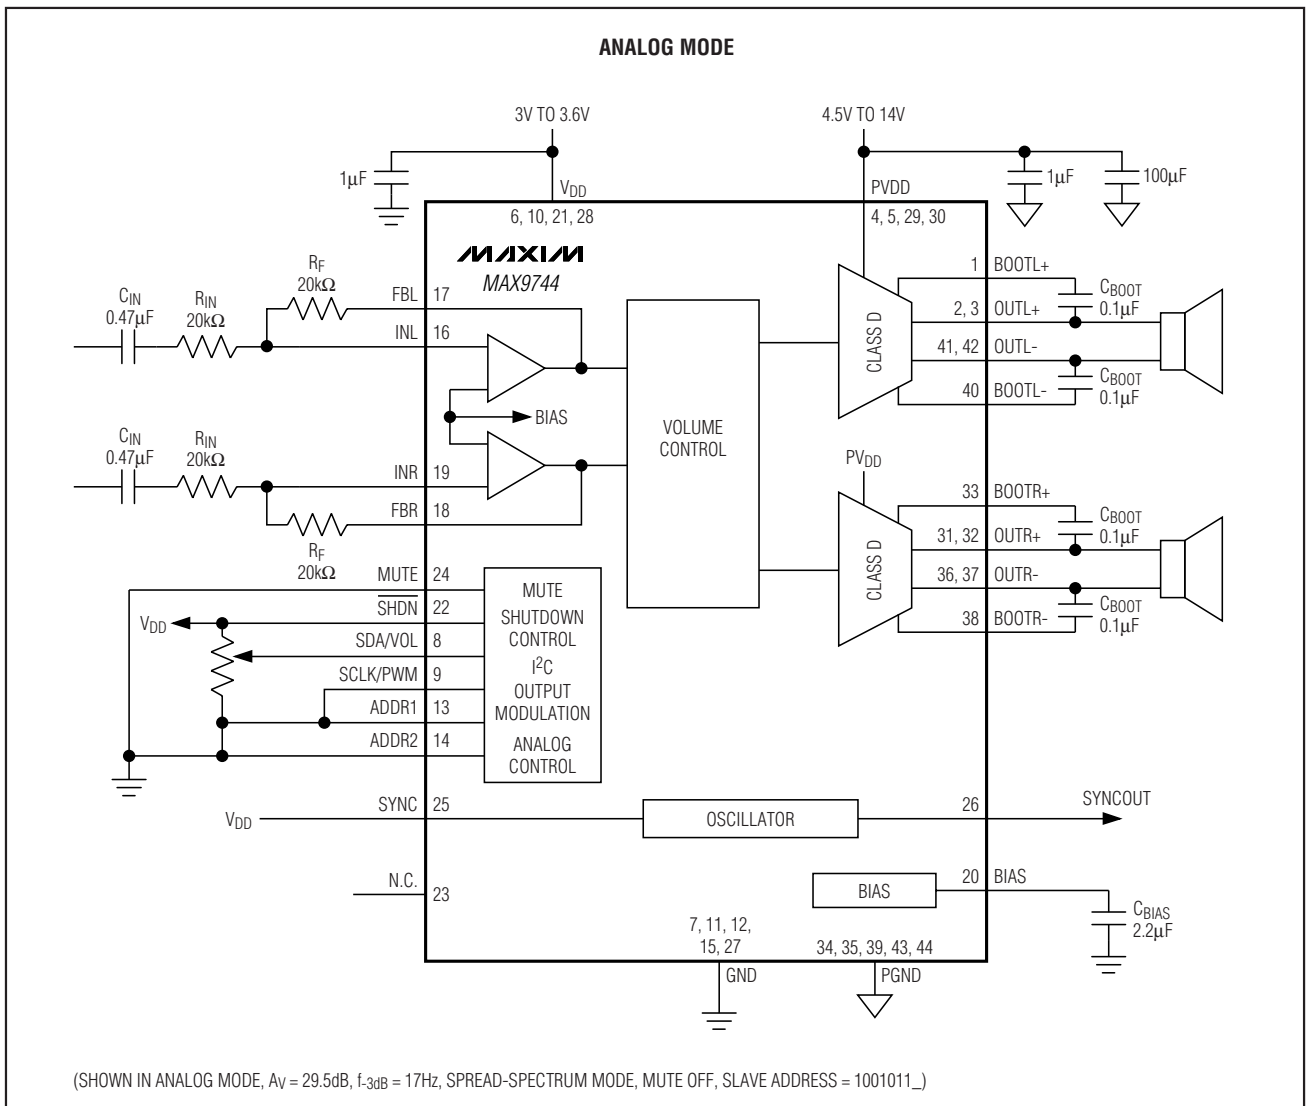 ANALOG MODE
3V TO 3.6V
4.5V TO 14V
1µF
VDD
PVDD
1µF
100µF
6, 10, 21, 28
4, 5, 29, 30
MAXIM
MAX9744
RF
20kΩ
CIN
0.47µF
RIN
20kΩ
FBL
17
INL
16
BIAS
CIN
0.47µF
RIN
20kΩ
INR
19
FBR
18
RF
20kΩ
VOLUME
CONTROL
CLASS D
1
BOOTL+
CBOOT
0.1µF
2, 3
OUTL+
41, 42
OUTL-
CBOOT
0.1µF
40
BOOTL-
PVDD
CLASS D
33
BOOTR+
CBOOT
0.1µF
31, 32
OUTR+
36, 37
OUTR-
CBOOT
0.1µF
38
BOOTR-
MUTE
24
SHDN
22
VDD
SDA/VOL
8
SCLK/PWM
9
ADDR1
13
ADDR2
14
MUTE
SHUTDOWN
CONTROL
I2C
OUTPUT
MODULATION
ANALOG
CONTROL
SYNC
25
VDD
OSCILLATOR
26
SYNCOUT
N.C.
23
BIAS
20
BIAS
CBIAS
2.2µF
7, 11, 12,
15, 27
34, 35, 39, 43, 44
GND
PGND
(SHOWN IN ANALOG MODE, AV = 29.5dB, f-3dB = 17Hz, SPREAD-SPECTRUM MODE, MUTE OFF, SLAVE ADDRESS = 1001011_)